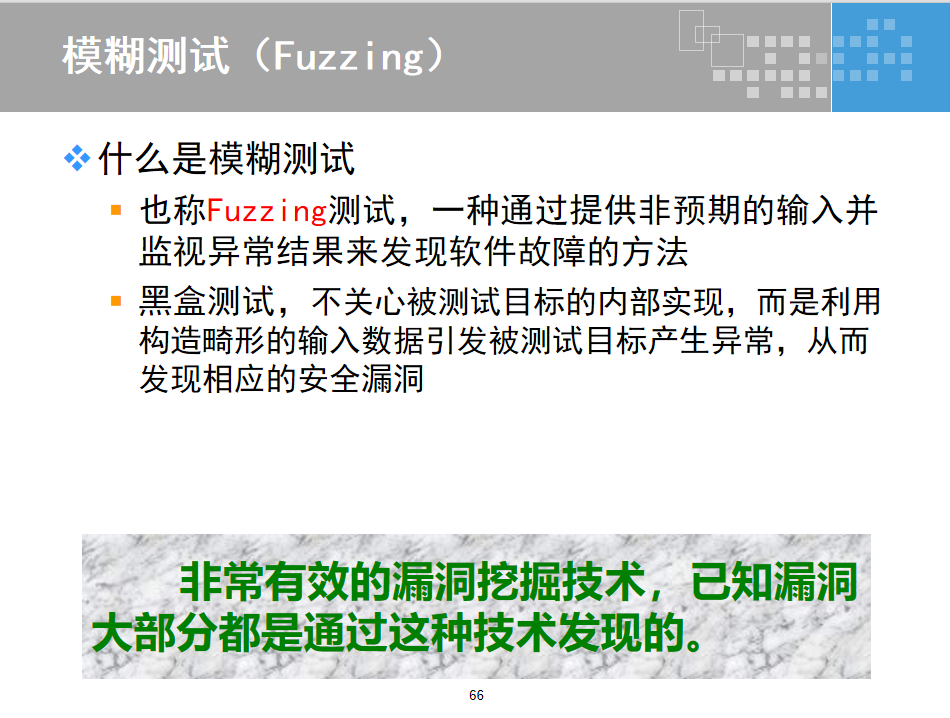 模糊测试（Fuzzing）
什么是模糊测试
也称Fuzzing测试，一种通过提供非预期的输入并
监视异常结果来发现软件故障的方法
黑盒测试，不关心被测试目标的内部实现，而是利用
构造畸形的输入数据引发被测试目标产生异常，从而
发现相应的安全漏洞
非常有效的漏洞挖掘技术，已知漏洞
大部分都是通过这种技术发现的。
66